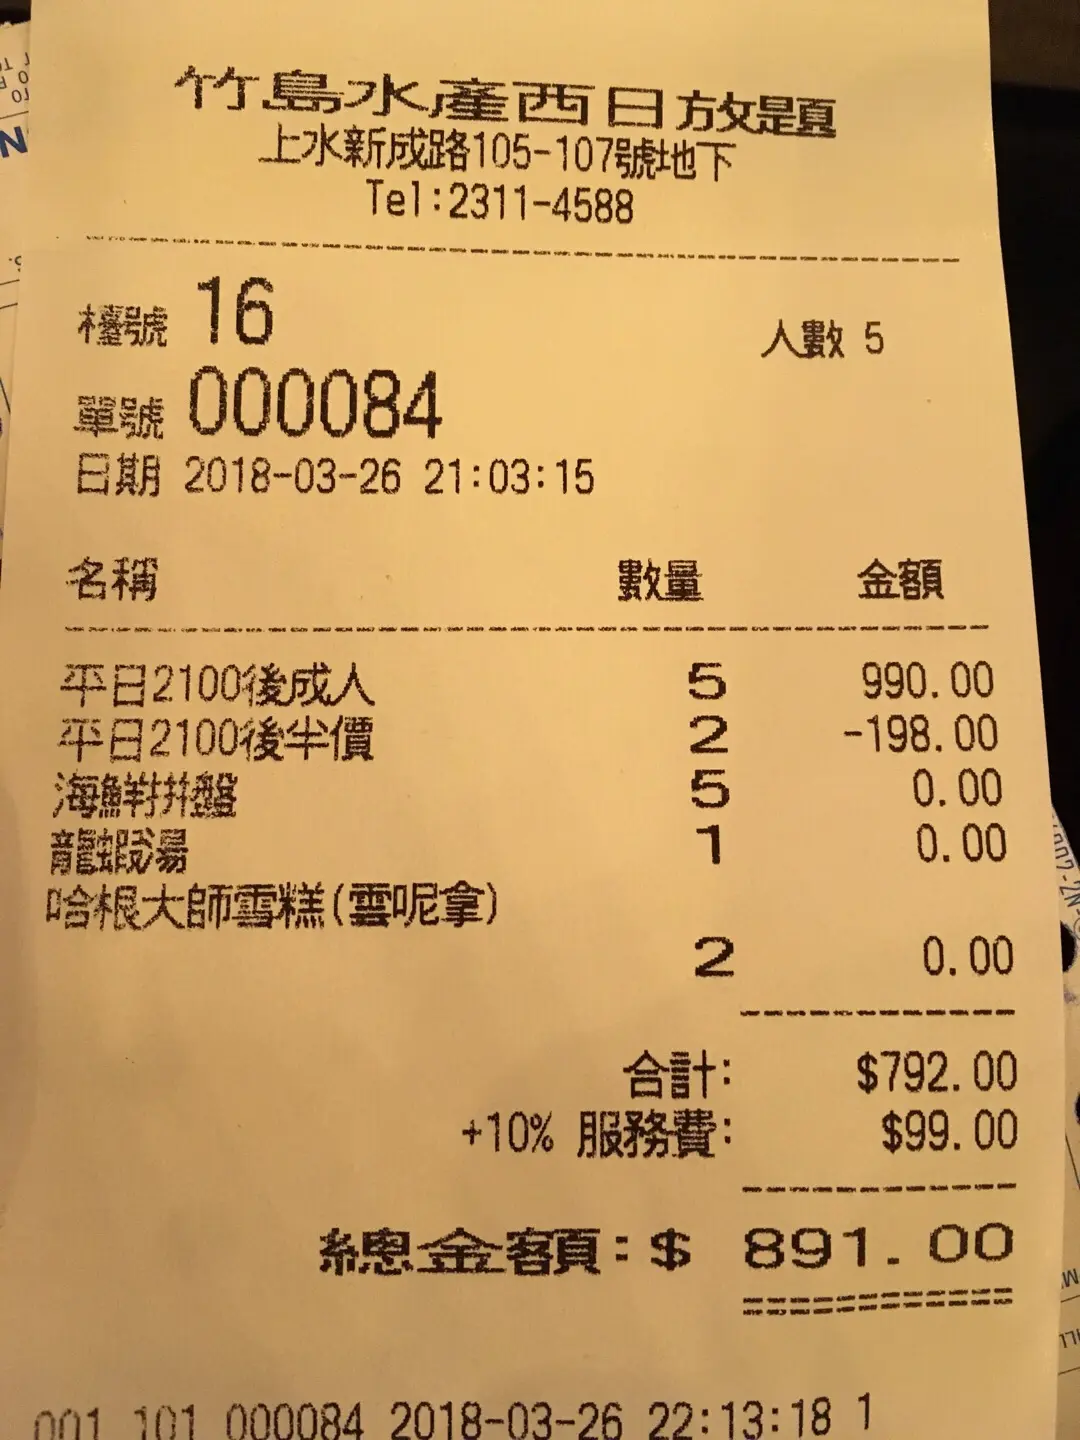 竹島水產西日放題
上水新成路105-107號地下
Tel:2311-4588
檯號 16
人數 5
單號 000084
日期 2018-03-26 21:03:15
名稱 數量 金額
平日2100後成人 5 990.00
平日2100後半價 2 -198.00
海鮮拼盤 5 0.00
龍蝦湯 1 0.00
哈根大師雪糕(雲呢拿)
2 0.00
合計: $792.00
+10% 服務費: $99.00
總金額:$ 891.00
001 101 000084 2018-03-26 22:13:18 1